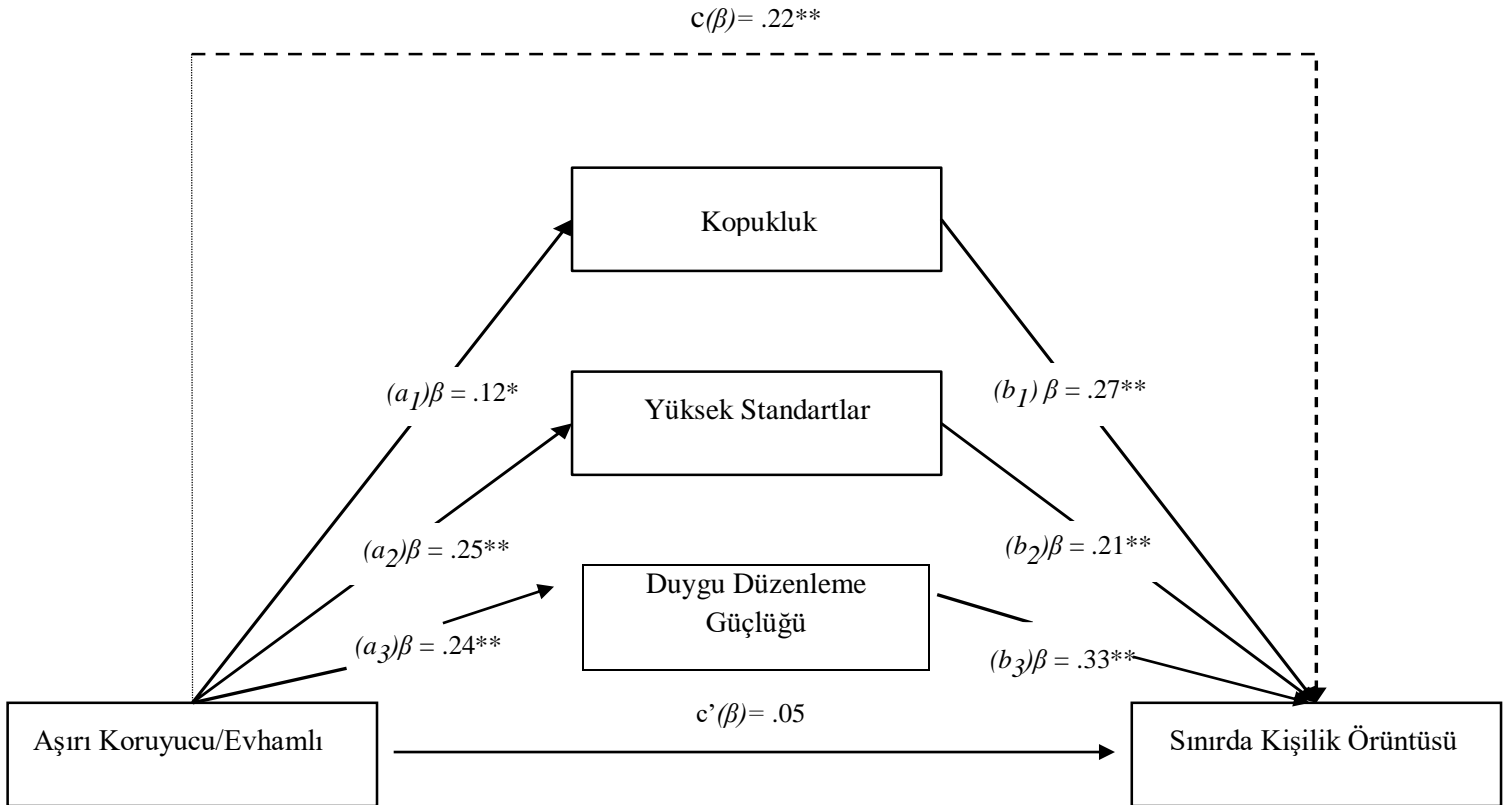 c(β)= .22**
Kopukluk
(a1)β = .12*
(b1) β = .27**
Yüksek Standartlar
(a2)β = .25**
(b2)β = .21**
Duygu Düzenleme
Güçlüğü
(a3)β = .24**
(b3)β = .33**
c’(β)= .05
Aşırı Koruyucu/Evhamlı
Sınırda Kişilik Örüntüsü